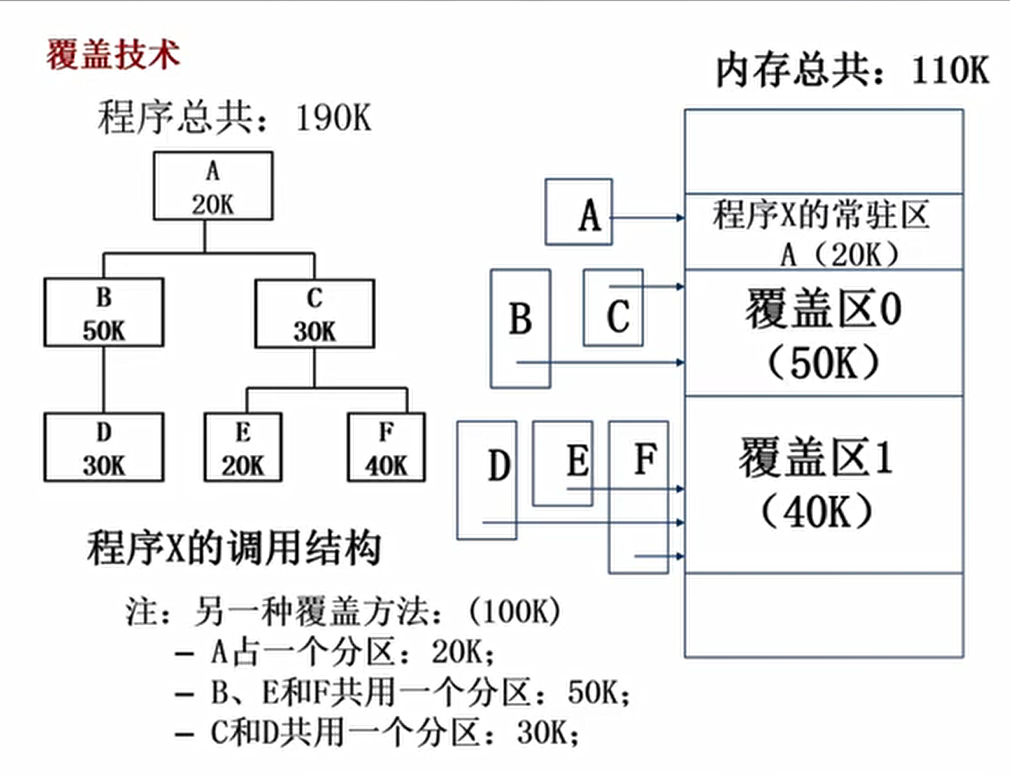 覆盖技术
内存总共：110K
程序总共：190K
A
20K
B
50K
C
30K
D
30K
E
20K
F
40K
程序X的调用结构
A
B
C
D
E
F
程序X的常驻区
A（20K）
覆盖区0
（50K）
覆盖区1
（40K）
注：另一种覆盖方法：(100K)
– A占一个分区：20K；
– B、E和F共用一个分区：50K；
– C和D共用一个分区：30K；